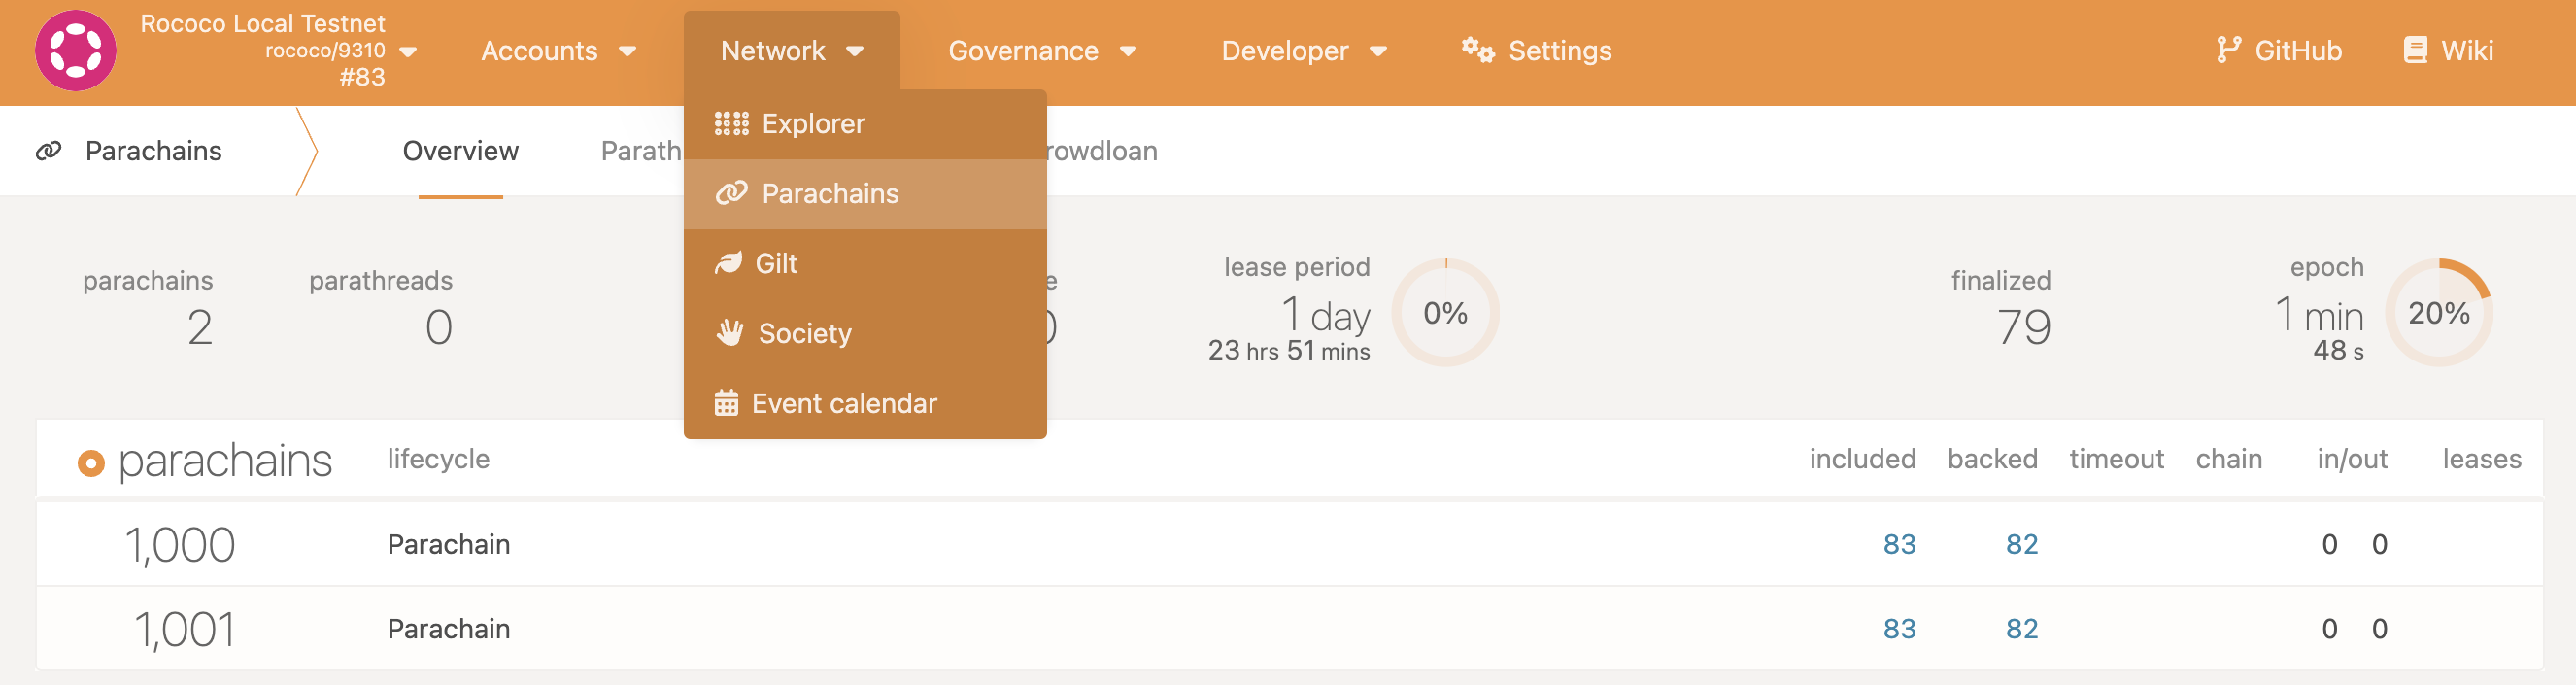 Rococo Local Testnet
rococo/9310
#83
Accounts
Network
Governance
Developer
Settings
GitHub
Wiki
Explorer
Parachains
Gilt
Society
Event calendar
Parachains
Overview
parachains
2
parathreads
0
lease period
1 day
23 hrs 51 mins
0%
finalized
79
epoch
1 min
48 s
20%
parachains lifecycle included backed timeout chain in/out leases
1,000 Parachain 83 82 0 0
1,001 Parachain 83 82 0 0